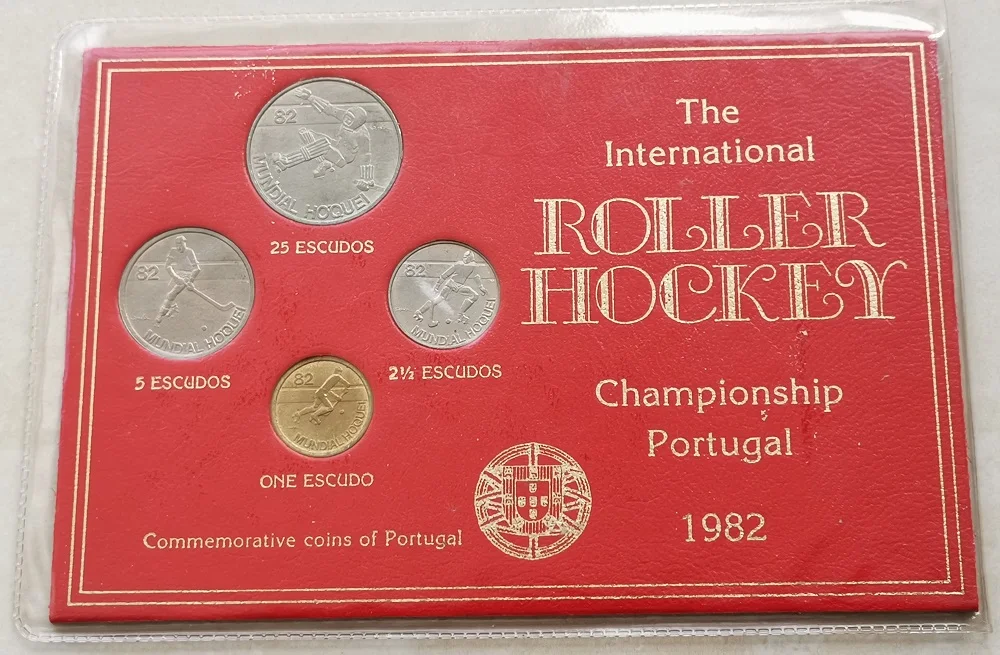 82
MUNDIAL HOQUEI
25 ESCUDOS
82
MUNDIAL HOQUEI
5 ESCUDOS
82
MUNDIAL HOQUEI
2½ ESCUDOS
82
MUNDIAL HOQUEI
ONE ESCUDO
Commemorative coins of Portugal
The
International
ROLLER
HOCKEY
Championship
Portugal
1982